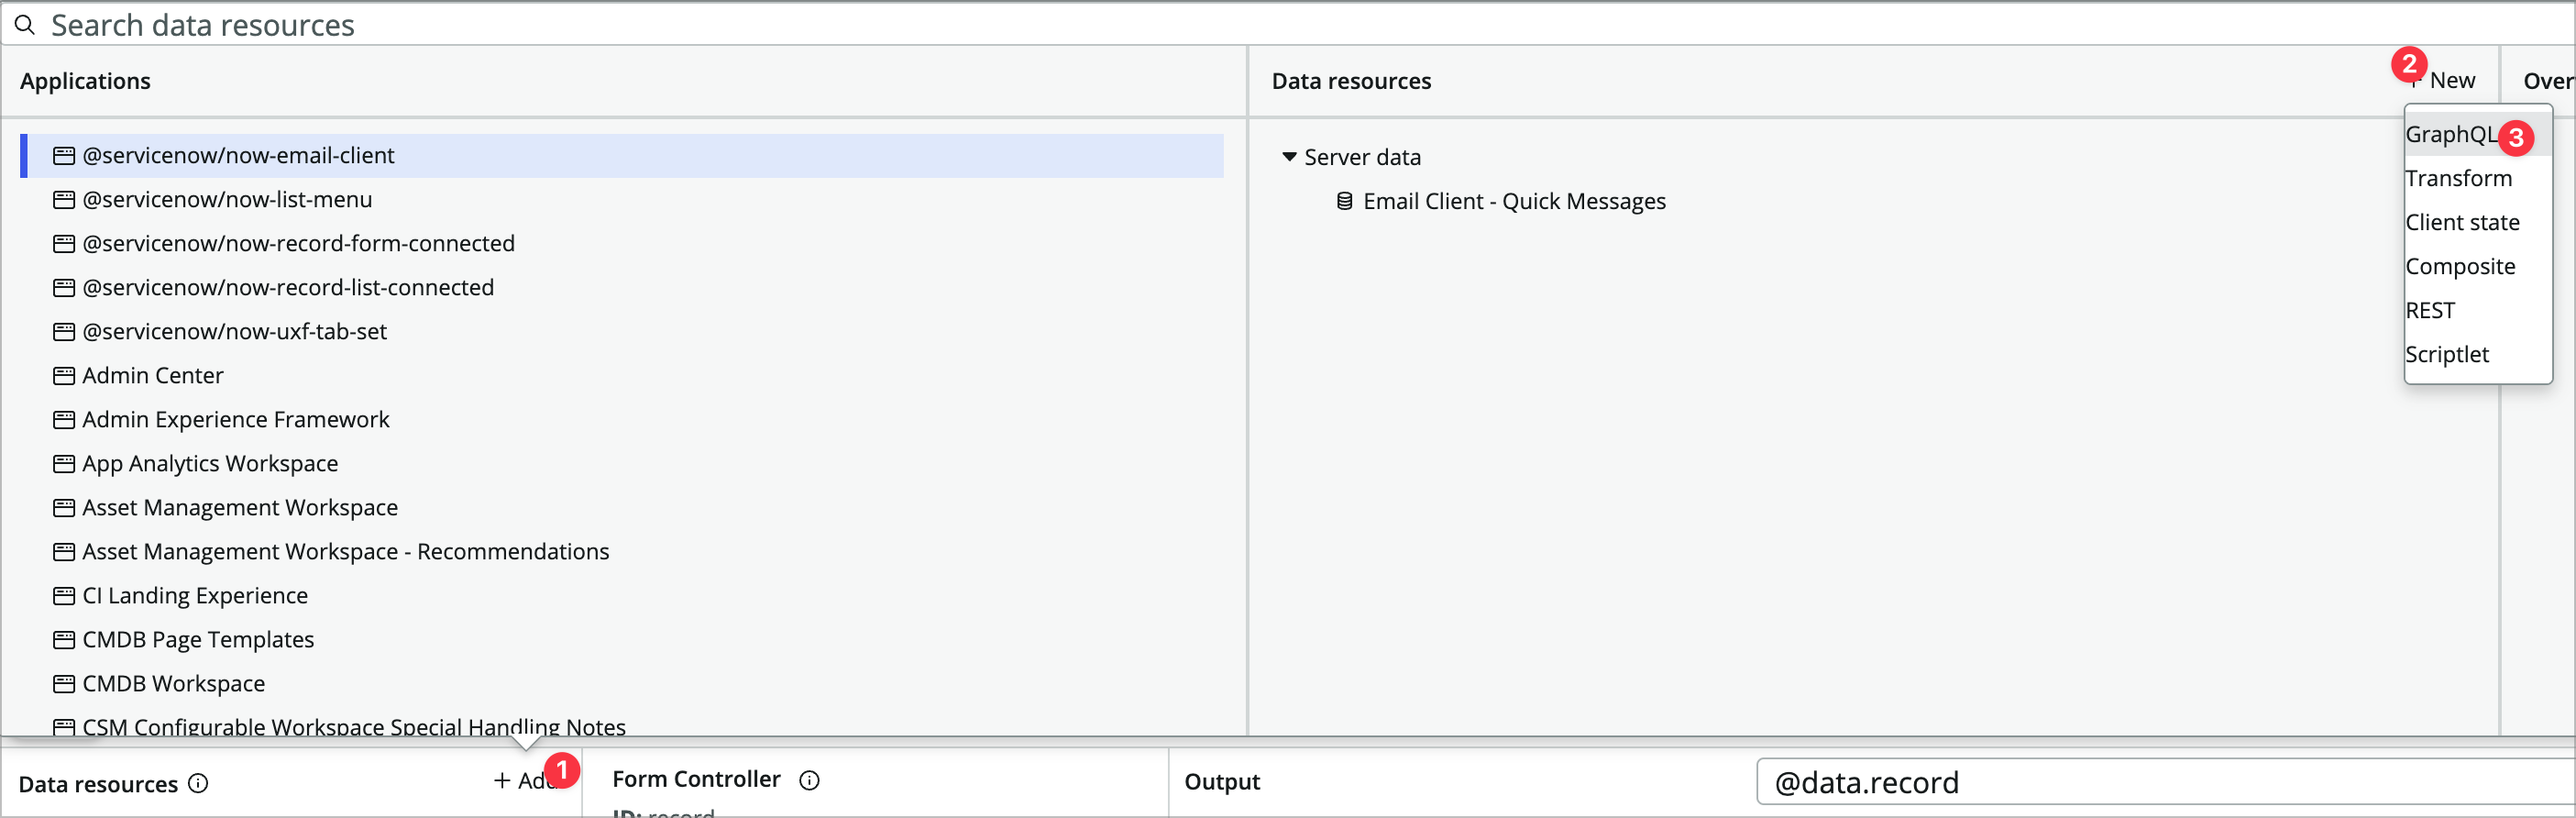 Search data resources
Applications
Data resources
2
+ New
Over
@servicenow/now-email-client
@servicenow/now-list-menu
@servicenow/now-record-form-connected
@servicenow/now-record-list-connected
@servicenow/now-uxf-tab-set
Admin Center
Admin Experience Framework
App Analytics Workspace
Asset Management Workspace
Asset Management Workspace - Recommendations
CI Landing Experience
CMDB Page Templates
CMDB Workspace
CSM Configurable Workspace Special Handling Notes
Server data
Email Client - Quick Messages
GraphQL
3
Transform
Client state
Composite
REST
Scriptlet
Data resources
+ Add
1
Form Controller
ID: record
Output
@data.record